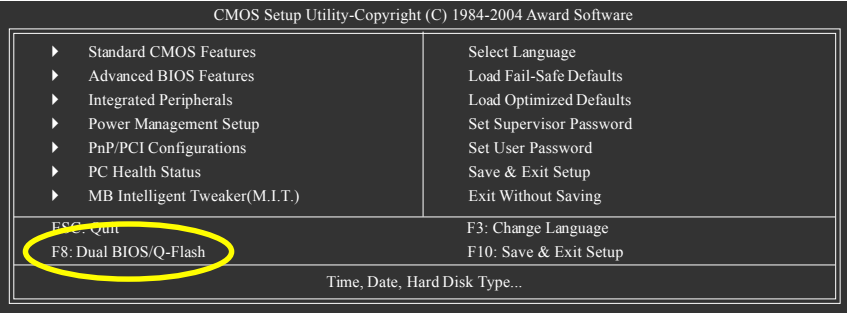 CMOS Setup Utility-Copyright (C) 1984-2004 Award Software
Standard CMOS Features
Advanced BIOS Features
Integrated Peripherals
Power Management Setup
PnP/PCI Configurations
PC Health Status
MB Intelligent Tweaker(M.I.T.)
Select Language
Load Fail-Safe Defaults
Load Optimized Defaults
Set Supervisor Password
Set User Password
Save & Exit Setup
Exit Without Saving
ESC: Quit
F8: Dual BIOS/Q-Flash
F3: Change Language
F10: Save & Exit Setup
Time, Date, Hard Disk Type...